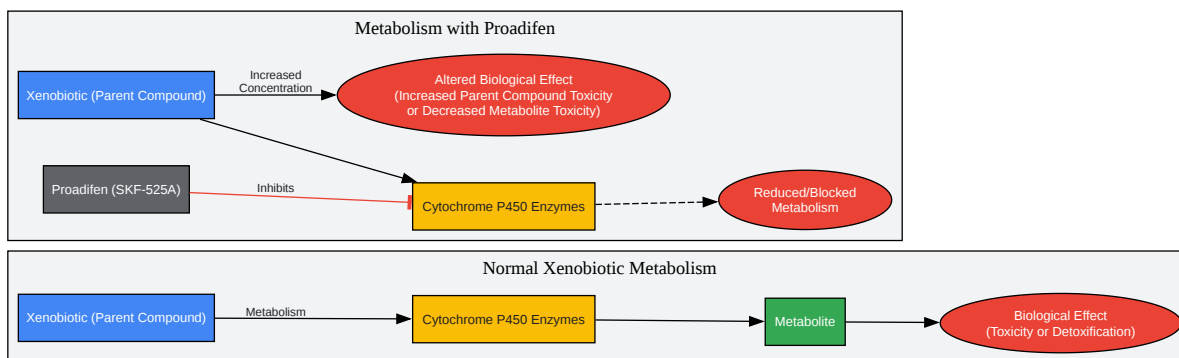 Metabolism with Proadifen
Xenobiotic (Parent Compound)
Increased
Concentration
Altered Biological Effect
(Increased Parent Compound Toxicity
or Decreased Metabolite Toxicity)
Proadifen (SKF-525A)
Inhibits
Cytochrome P450 Enzymes
Reduced/Blocked
Metabolism
Normal Xenobiotic Metabolism
Xenobiotic (Parent Compound)
Metabolism
Cytochrome P450 Enzymes
Metabolite
Biological Effect
(Toxicity or Detoxification)